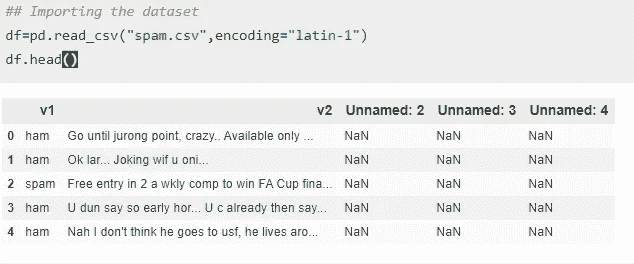 ## Importing the dataset
df=pd.read_csv("spam.csv",encoding="latin-1")
df.head()
v1 v2 Unnamed: 2 Unnamed: 3 Unnamed: 4
0 ham Go until jurong point, crazy.. Available only ... NaN NaN NaN
1 ham Ok lar... Joking wif u oni... NaN NaN NaN
2 spam Free entry in 2 a wkly comp to win FA Cup fina... NaN NaN NaN
3 ham U dun say so early hor... U c already then say... NaN NaN NaN
4 ham Nah I don't think he goes to usf, he lives aro... NaN NaN NaN